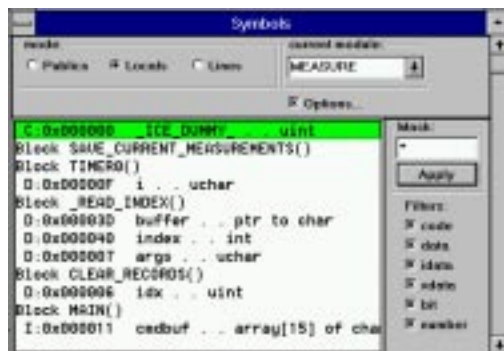 Symbols
mode
Publics Locals Lines
current module:
MEASURE
Options...
C:0x000000 _ICE_DUMMY_ . . uint
Block SAVE_CURRENT_MEASUREMENTS()
Block TIMER0()
D:0x00000F i . . uchar
Block _READ_INDEX()
D:0x00003D buffer . . ptr to char
D:0x000040 index . . int
D:0x000007 args . . uchar
Block CLEAR_RECORDS()
D:0x000006 idx . . uint
Block MAIN()
I:0x000011 cmdbuf . . array[15] of cha
Mask:
*
Apply
Filters:
code
data
idata
xdata
bit
number